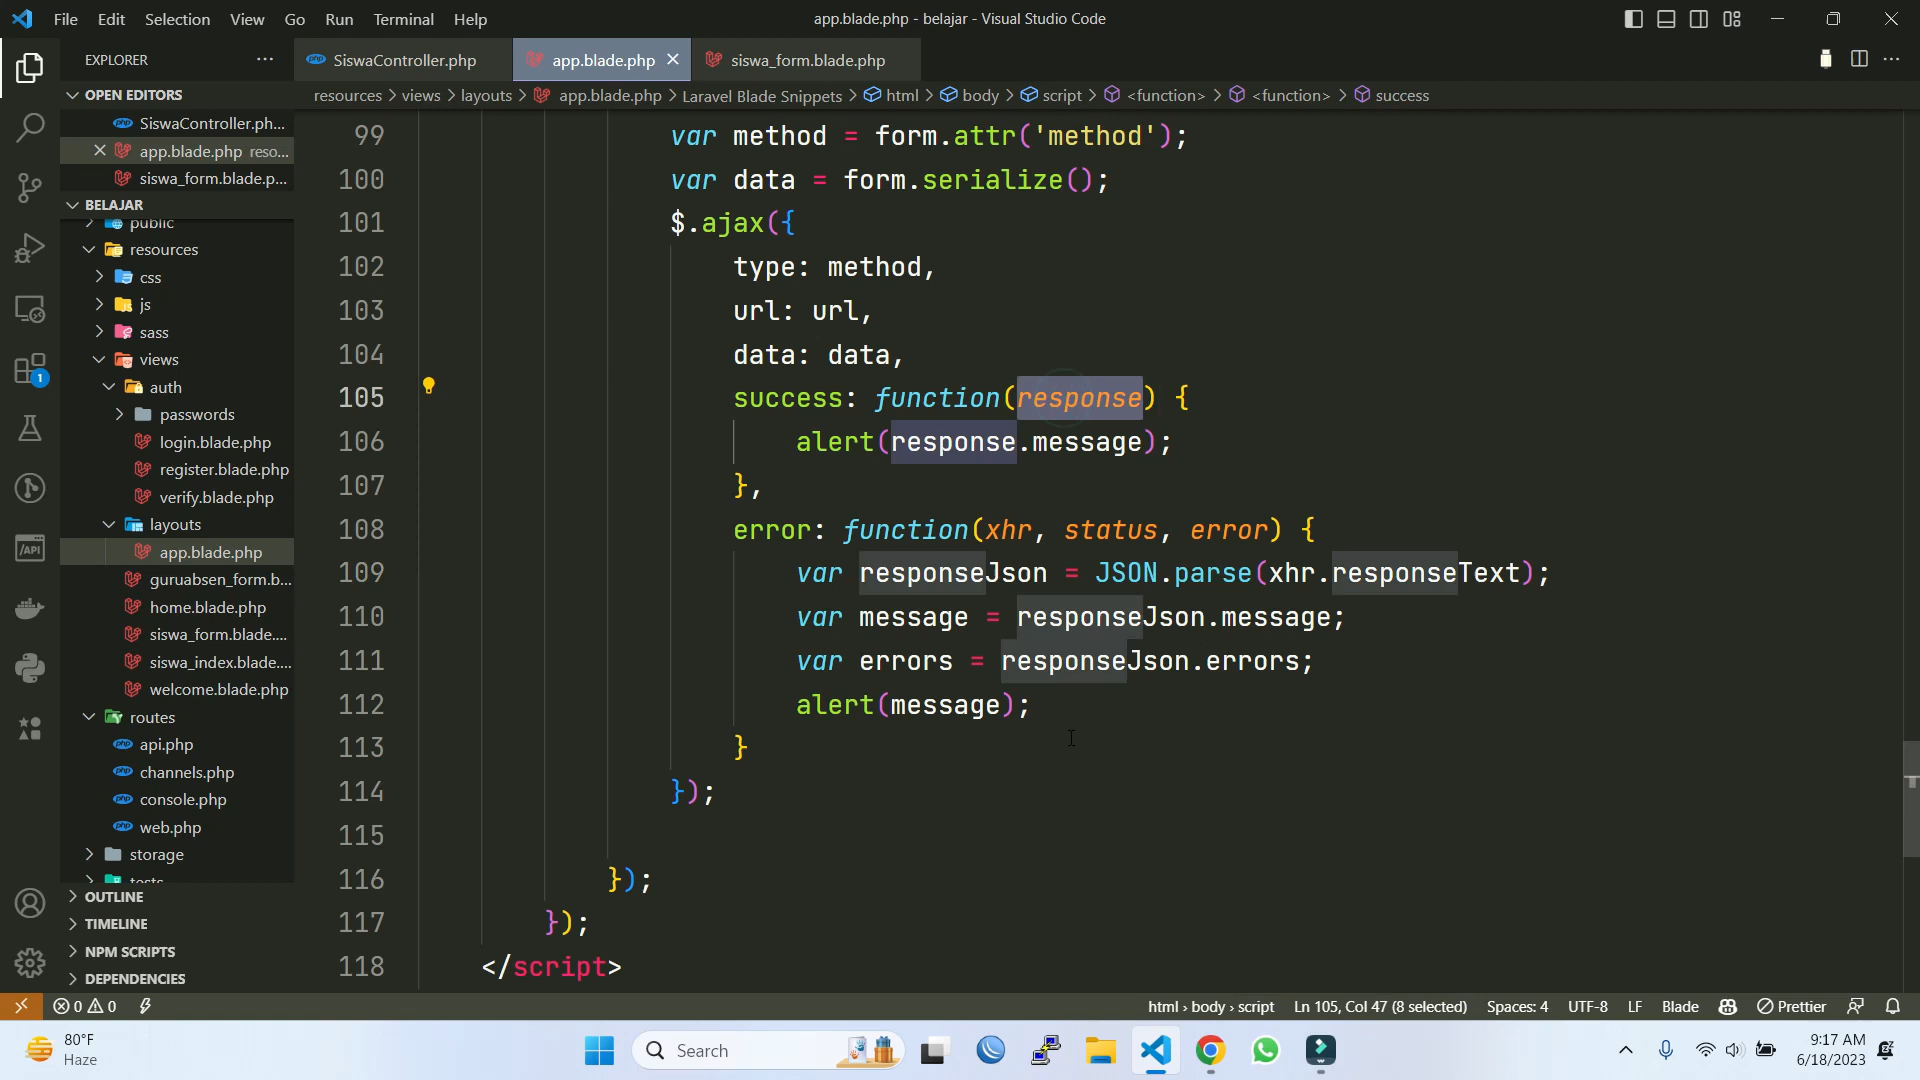 File Edit Selection View Go Run Terminal Help
app.blade.php - belajar - Visual Studio Code
EXPLORER
SiswaController.php
app.blade.php
siswa_form.blade.php
OPEN EDITORS
SiswaController.ph...
app.blade.php reso...
siswa_form.blade.p...
BELAJAR
public
resources
css
js
sass
views
auth
passwords
login.blade.php
register.blade.php
verify.blade.php
layouts
app.blade.php
guruabsen_form.b...
home.blade.php
siswa_form.blade....
siswa_index.blade....
welcome.blade.php
routes
api.php
channels.php
console.php
web.php
storage
tests
OUTLINE
TIMELINE
NPM SCRIPTS
DEPENDENCIES
1
/API
resources > views > layouts > app.blade.php > Laravel Blade Snippets > html > body > script > <function> > <function> > success
99 var method = form.attr('method');
100 var data = form.serialize();
101 $.ajax({
102 type: method,
103 url: url,
104 data: data,
105 success: function(response) {
106 alert(response.message);
107 },
108 error: function(xhr, status, error) {
109 var responseJson = JSON.parse(xhr.responseText);
110 var message = responseJson.message;
111 var errors = responseJson.errors;
112 alert(message);
113 }
114 });
115
116 });
117 });
118 </script>
0 0
html > body > script Ln 105, Col 47 (8 selected) Spaces: 4 UTF-8 LF Blade Prettier
80°F
Haze
Search
9:17 AM
6/18/2023